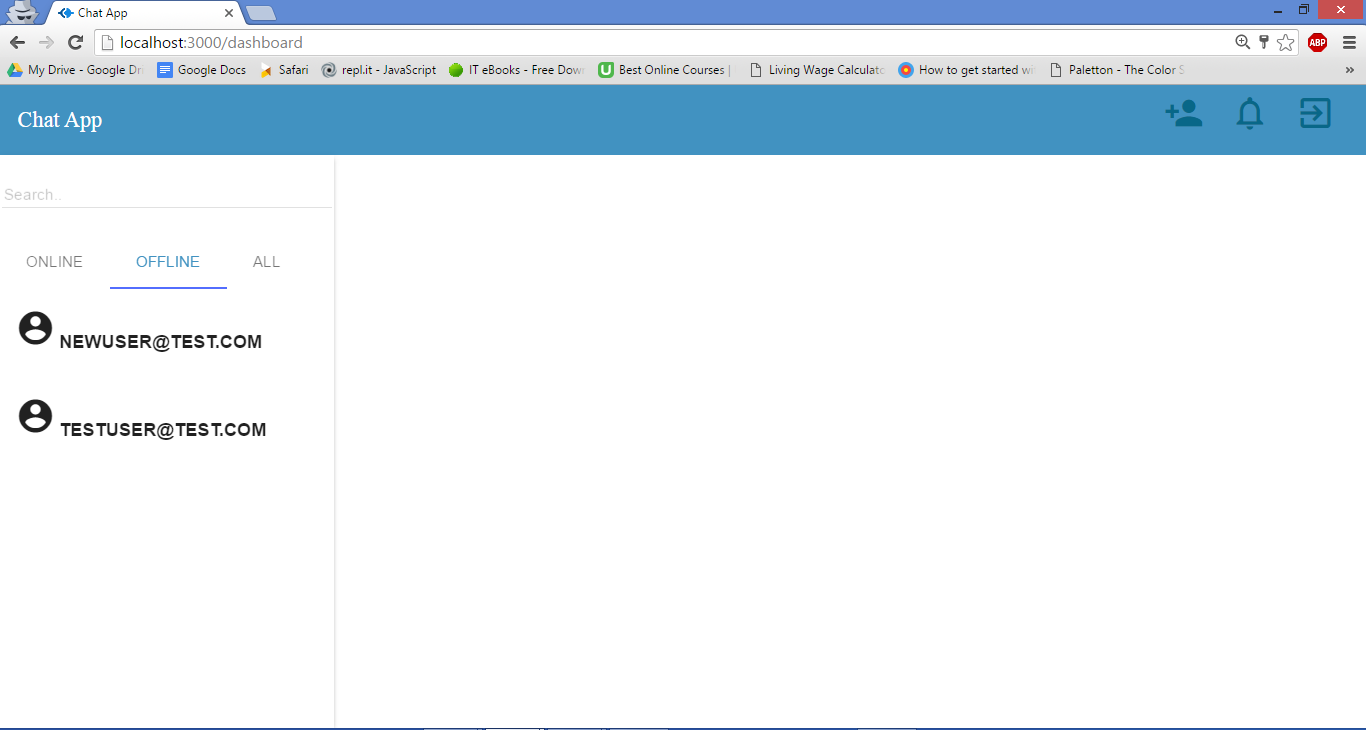 Chat App
localhost:3000/dashboard
ABP
My Drive - Google Dri Google Docs Safari repl.it - JavaScript IT eBooks - Free Dow Best Online Courses | Living Wage Calculato How to get started wi Paletton - The Color S »
Chat App
Search..
ONLINE OFFLINE ALL
NEWUSER@TEST.COM
TESTUSER@TEST.COM